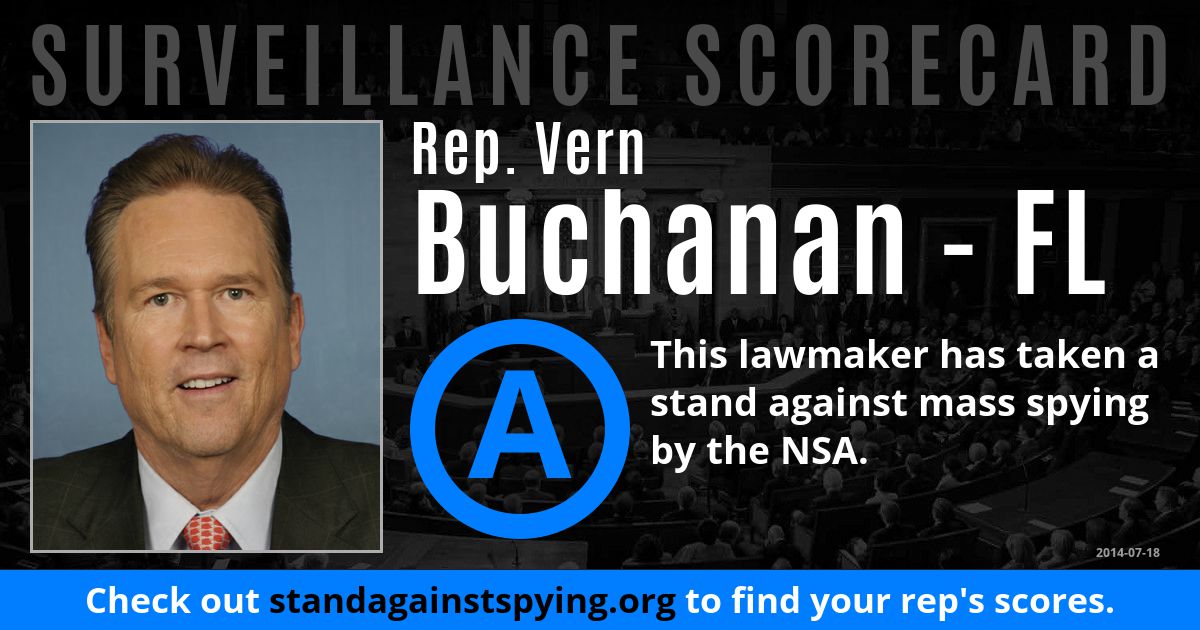 SURVEILLANCE SCORECARD
Rep. Vern
Buchanan - FL
A
This lawmaker has taken a
stand against mass spying
by the NSA.
2014-07-18
Check out standagainstspying.org to find your rep's scores.